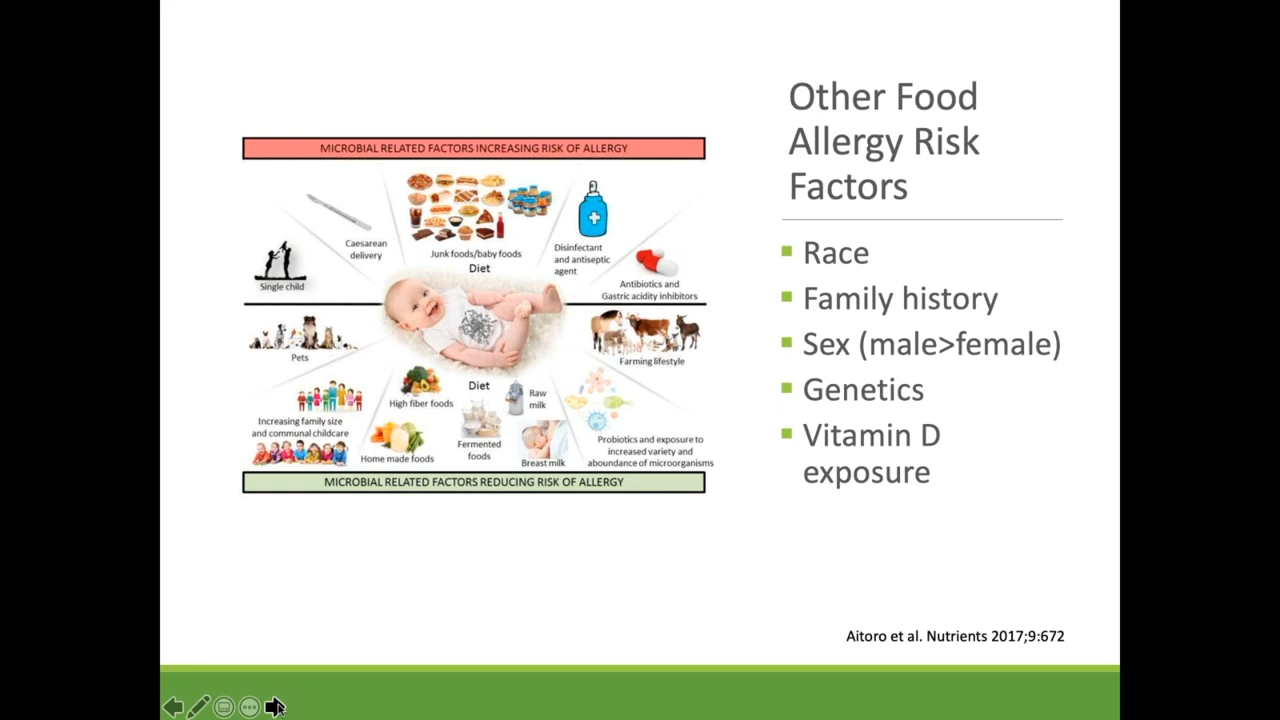 MICROBIAL RELATED FACTORS INCREASING RISK OF ALLERGY
Caesarean
delivery
Single child
Junk foods/baby foods
Diet
Disinfectant
and antiseptic
agent
Antibiotics and
Gastric acidity inhibitors
Pets
Farming lifestyle
Diet
High fiber foods
Raw
milk
Increasing family size
and communal childcare
Home made foods
Fermented
foods
Breast milk
Probiotics and exposure to
increased variety and
aboundance of microorganisms
MICROBIAL RELATED FACTORS REDUCING RISK OF ALLERGY
Other Food
Allergy Risk
Factors
Race
Family history
Sex (male>female)
Genetics
Vitamin D
exposure
Aitoro et al. Nutrients 2017;9:672